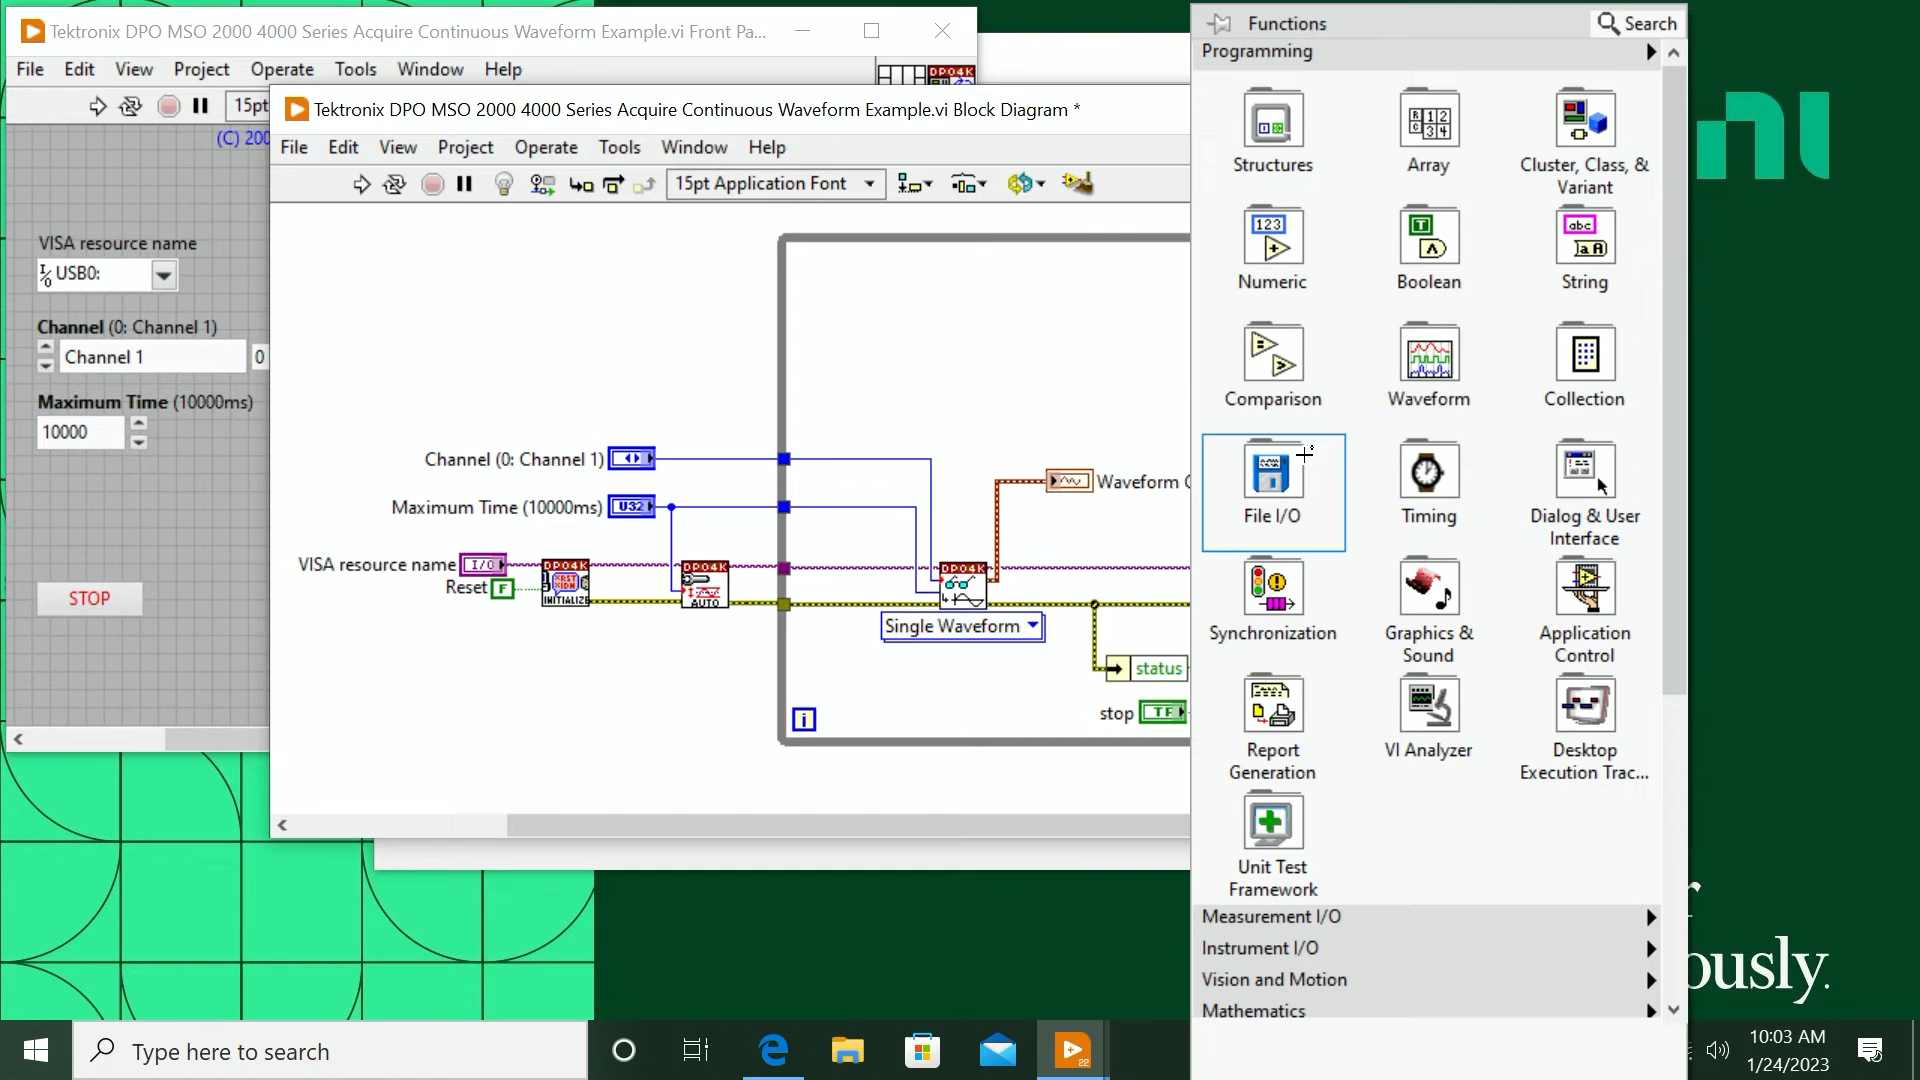 Tektronix DPO MSO 2000 4000 Series Acquire Continuous Waveform Example.vi Front Pa...
File Edit View Project Operate Tools Window Help
15pt
(C) 200
DPO4K
VISA resource name
USB0:
Channel (0: Channel 1)
Channel 1
0
Maximum Time (10000ms)
10000
STOP
Tektronix DPO MSO 2000 4000 Series Acquire Continuous Waveform Example.vi Block Diagram *
File Edit View Project Operate Tools Window Help
15pt Application Font
Channel (0: Channel 1)
Maximum Time (10000ms)
U32
VISA resource name
I/O
Reset
F
DPO4K
INITIALIZE
DPO4K
AUTO
DPO4K
Single Waveform
Waveform G
status
stop
TF
i
Functions
Search
Programming
Structures
Array
Cluster, Class, &
Variant
123
Numeric
T
Boolean
abc
aA
String
Comparison
Waveform
Collection
File I/O
Timing
Dialog & User
Interface
Synchronization
Graphics &
Sound
Application
Control
Report
Generation
VI Analyzer
Desktop
Execution Trac...
Unit Test
Framework
Measurement I/O
Instrument I/O
Vision and Motion
Mathematics
ni
ously.
Type here to search
22
10:03 AM
1/24/2023